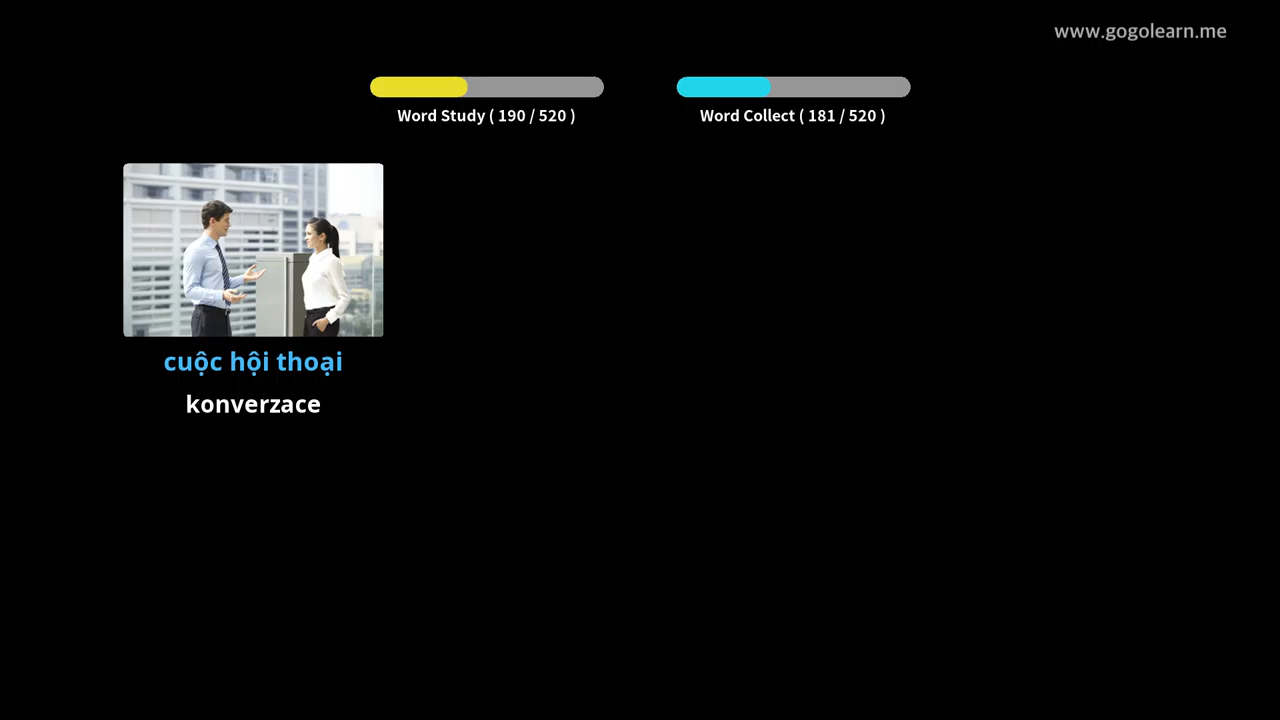 www.gogolearn.me
Word Study ( 190 / 520 )
Word Collect ( 181 / 520 )
cuộc hội thoại
konverzace